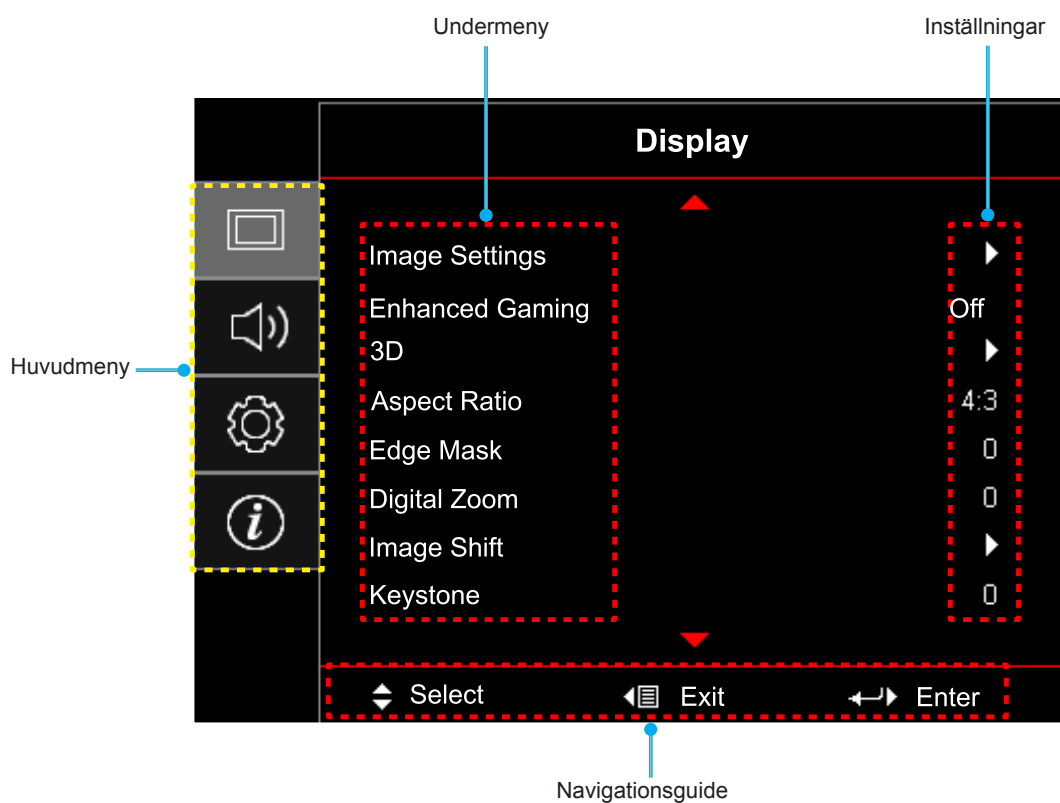 Undermeny
Inställningar
Display
Image Settings
Enhanced Gaming Off
3D
Huvudmeny
Aspect Ratio 4:3
Edge Mask 0
Digital Zoom 0
Image Shift
Keystone 0
Select Exit Enter
Navigationsguide